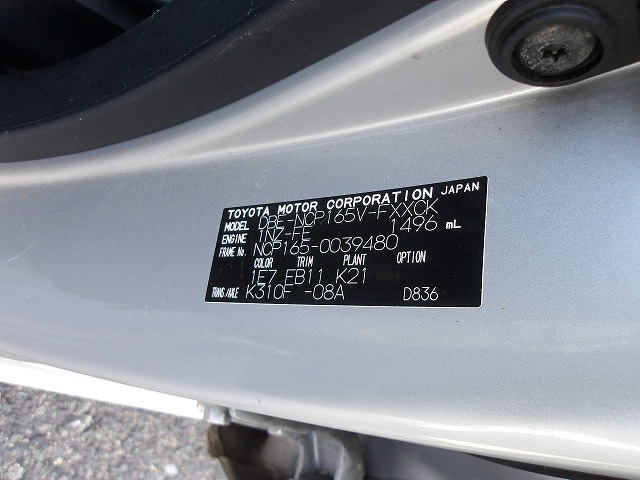 TOYOTA MOTOR CORPORATION JAPAN
MODEL DBE-NCP165V-FXXCK
ENGINE 1NZ-FE 1496 mL
FRAME No. NCP165-0039480
COLOR TRIM PLANT OPTION
1E7 EB11 K21
TRANS./AXLE K310F -08A D836